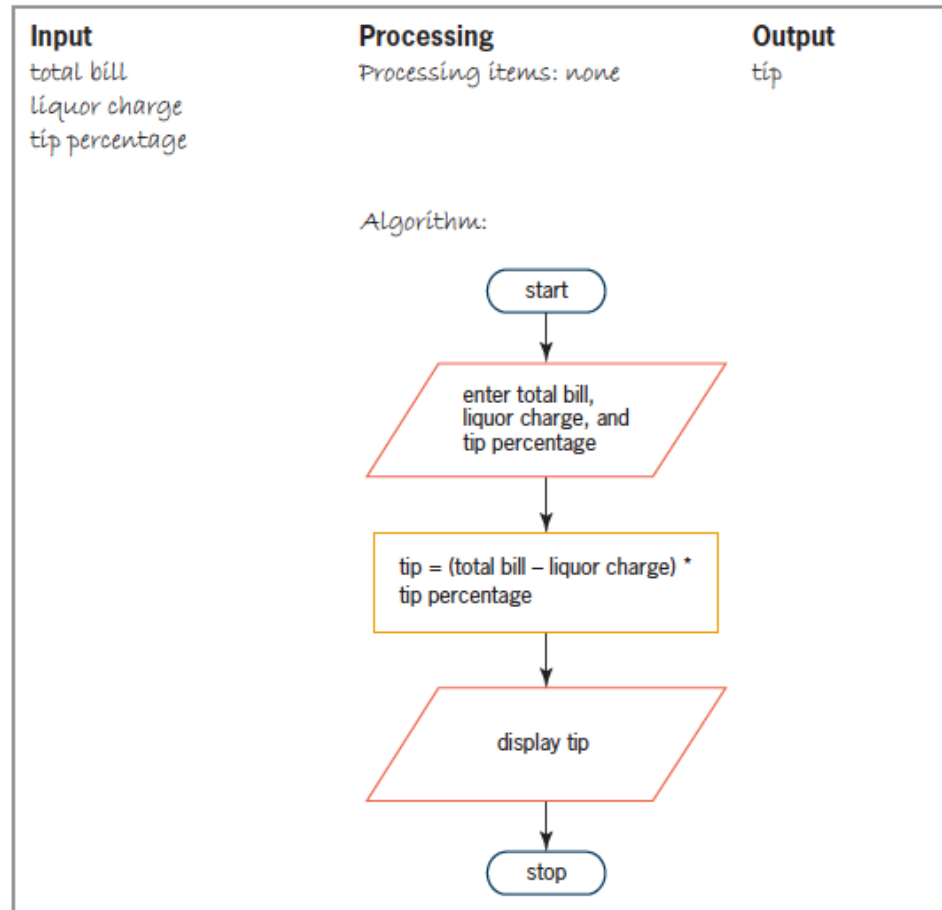 Input
total bill
liquor charge
tip percentage
Processing
Processing items: none
Output
tip
Algorithm:
start
enter total bill,
liquor charge, and
tip percentage
tip = (total bill – liquor charge) *
tip percentage
display tip
stop